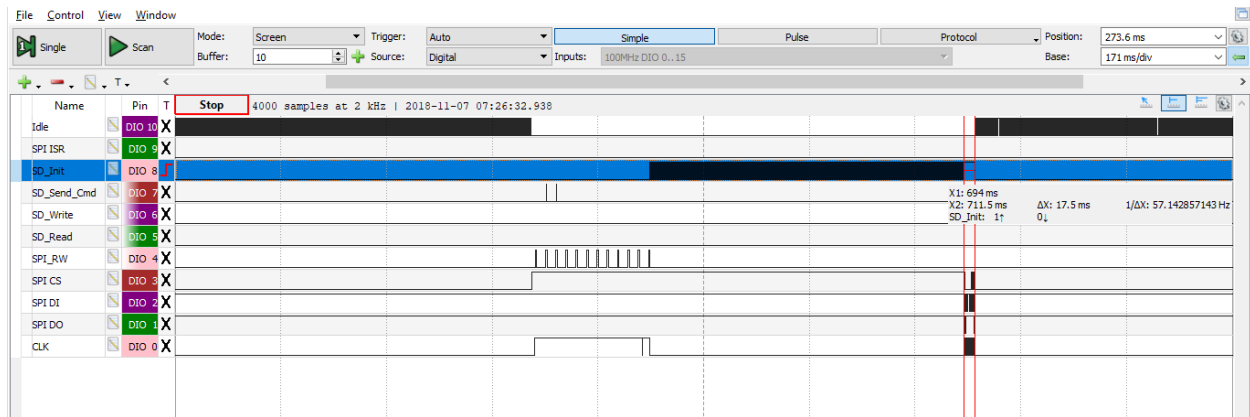 File Control View Window
Single Scan Mode: Screen Trigger: Auto Simple Pulse Protocol Position: 273.6 ms
Buffer: 10 Source: Digital Inputs: 100MHz DIO 0..15 Base: 171 ms/div
T
Name Pin T Stop 4000 samples at 2 kHz | 2018-11-07 07:26:32.938
Idle DIO 10 X
SPI ISR DIO 9 X
SD_Init DIO 8
SD_Send_Cmd DIO 7 X
X1: 694 ms
X2: 711.5 ms ΔX: 17.5 ms 1/ΔX: 57.142857143 Hz
SD_Write DIO 6 X
SD_Init: 1↑ 0↓
SD_Read DIO 5 X
SPI_RW DIO 4 X
SPI CS DIO 3 X
SPI DI DIO 2 X
SPI DO DIO 1 X
CLK DIO 0 X